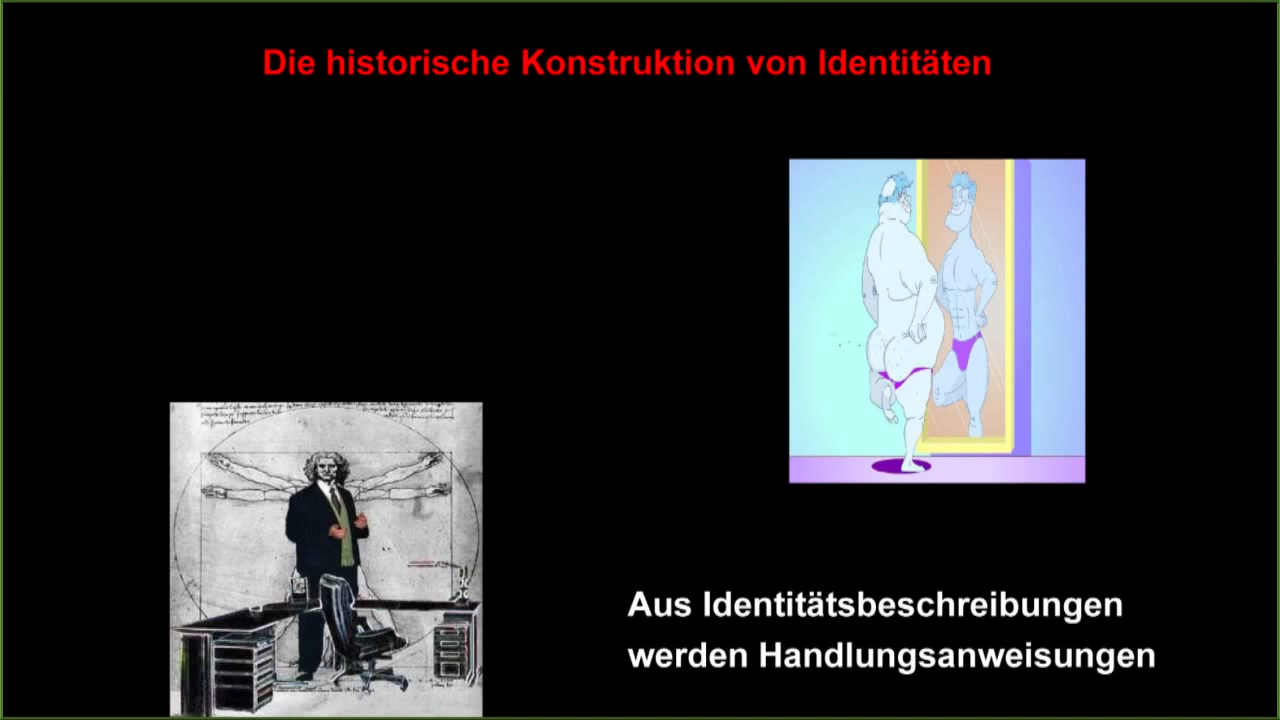 Die historische Konstruktion von Identitäten
Aus Identitätsbeschreibungen
werden Handlungsanweisungen